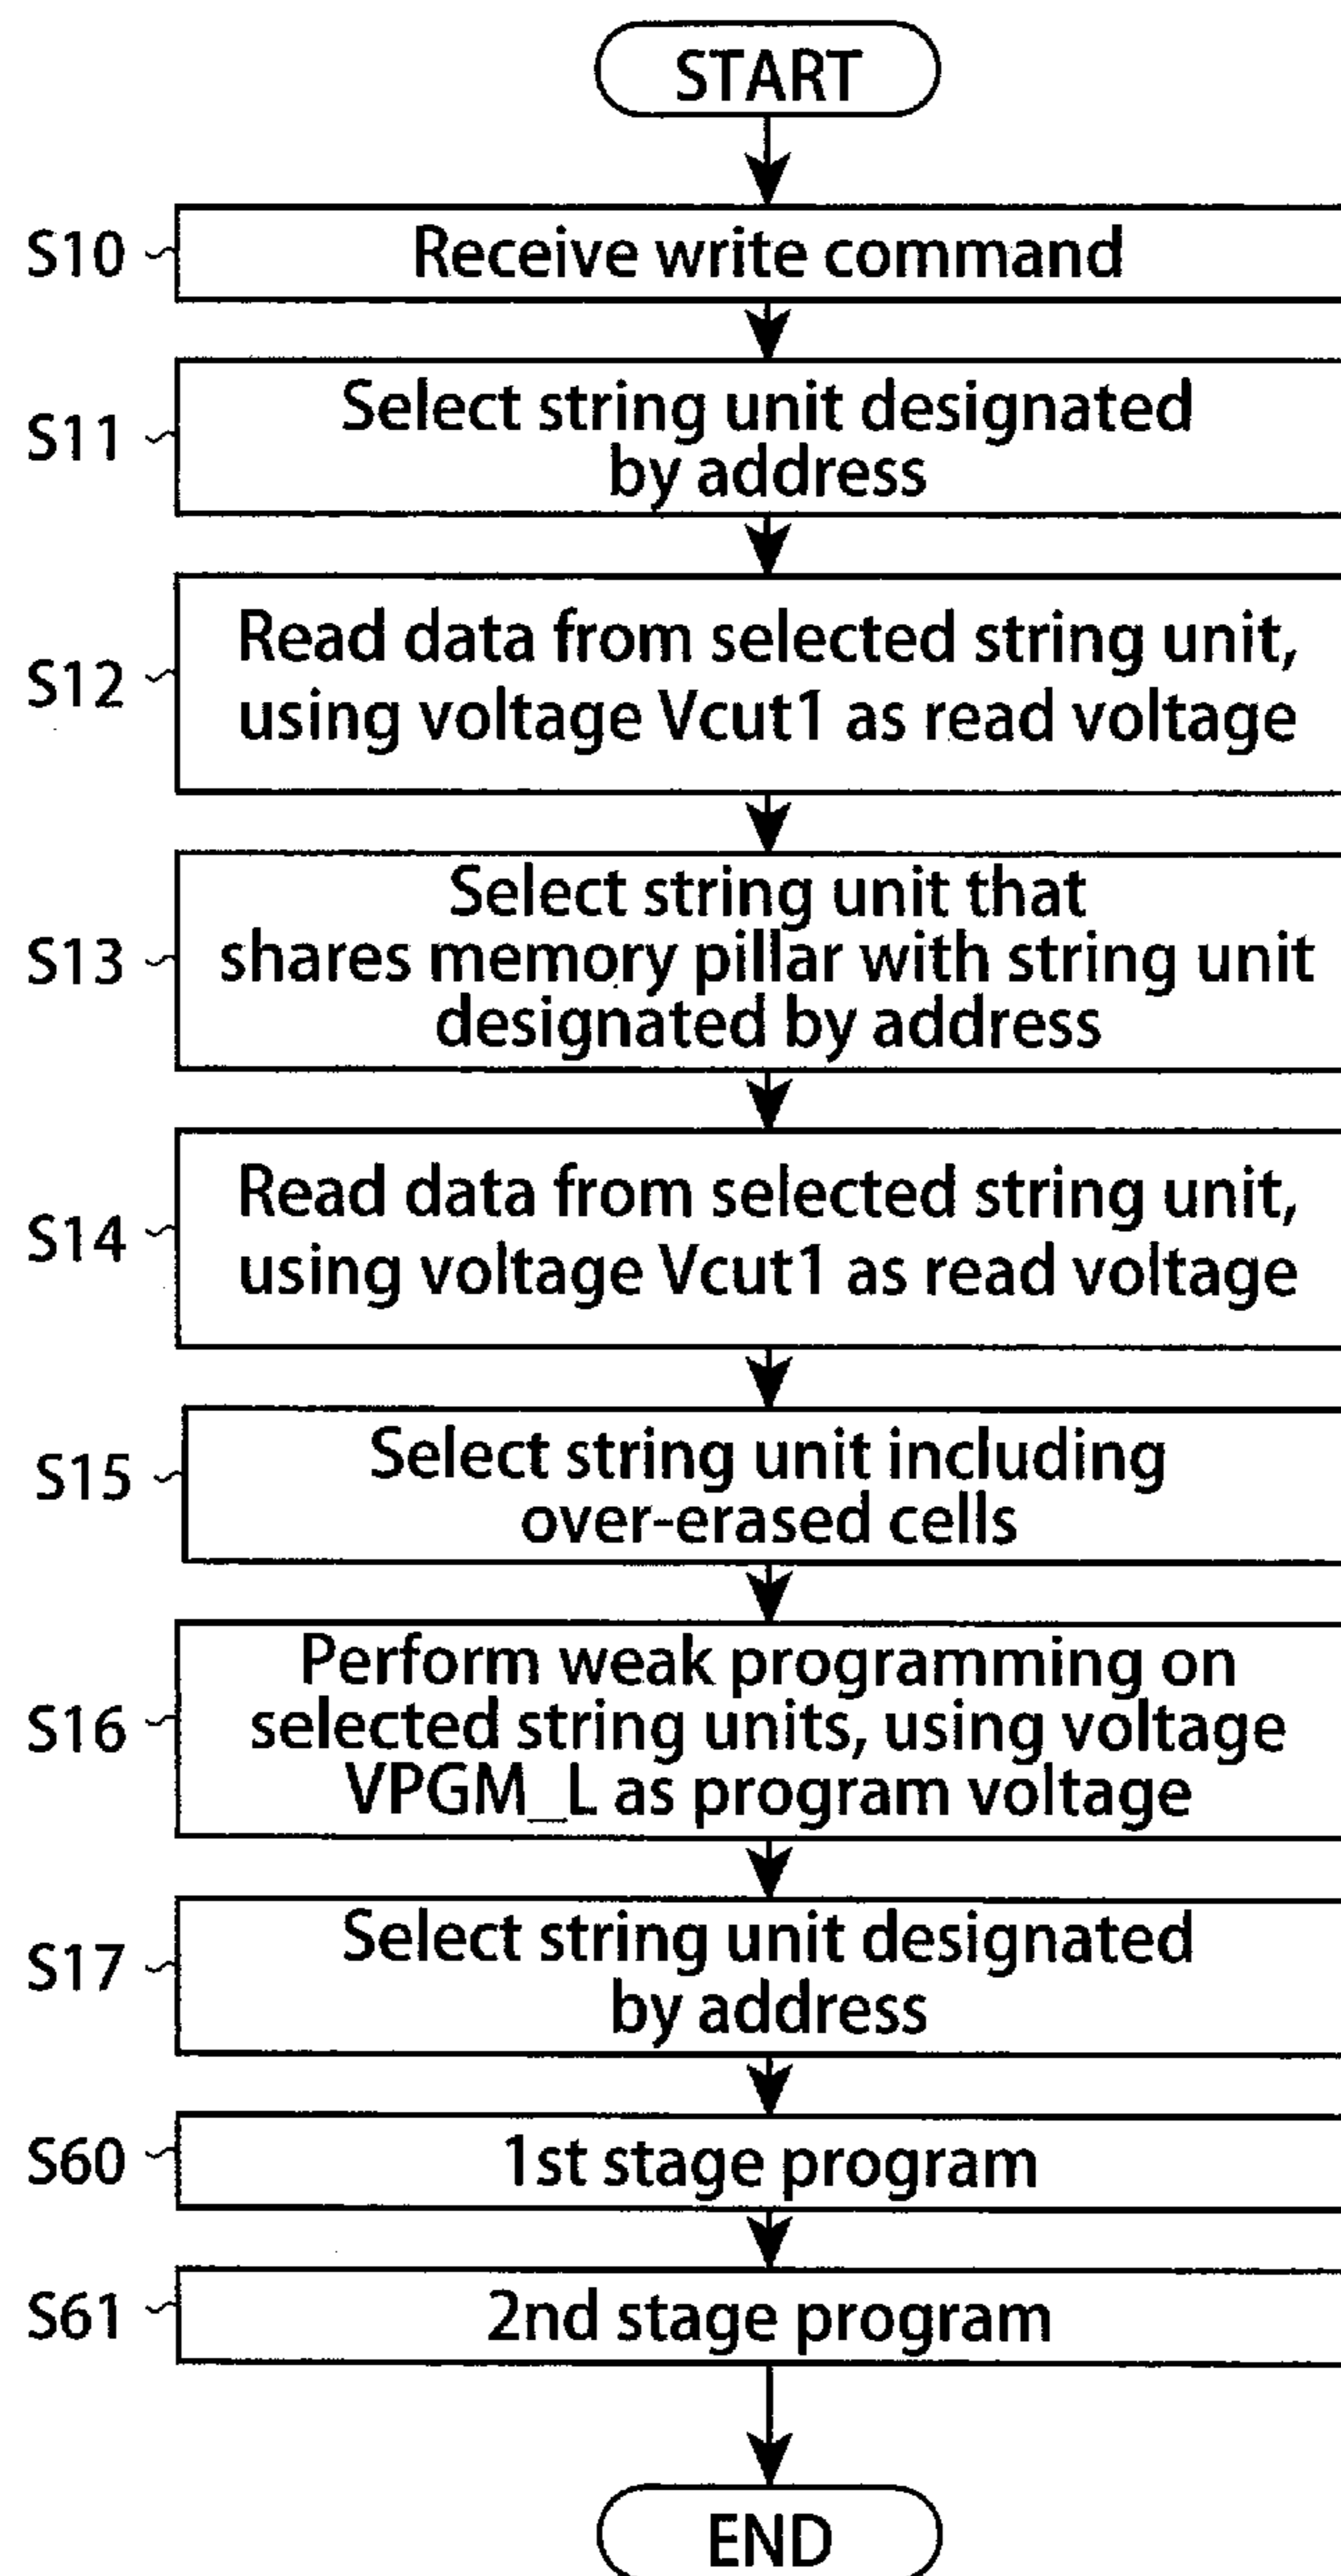 START
S10 Receive write command
S11 Select string unit designated
by address
S12 Read data from selected string unit,
using voltage Vcut1 as read voltage
S13 Select string unit that
shares memory pillar with string unit
designated by address
S14 Read data from selected string unit,
using voltage Vcut1 as read voltage
S15 Select string unit including
over-erased cells
S16 Perform weak programming on
selected string units, using voltage
VPGM_L as program voltage
S17 Select string unit designated
by address
S60 1st stage program
S61 2nd stage program
END